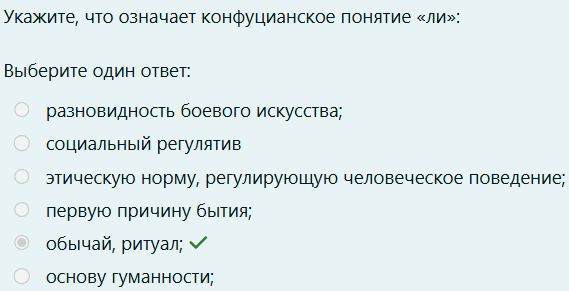 Укажите, что означает конфуцианское понятие «ли»:
Выберите один ответ:
разновидность боевого искусства;
социальный регулятив
этическую норму, регулирующую человеческое поведение;
первую причину бытия;
обычай, ритуал;
основу гуманности;